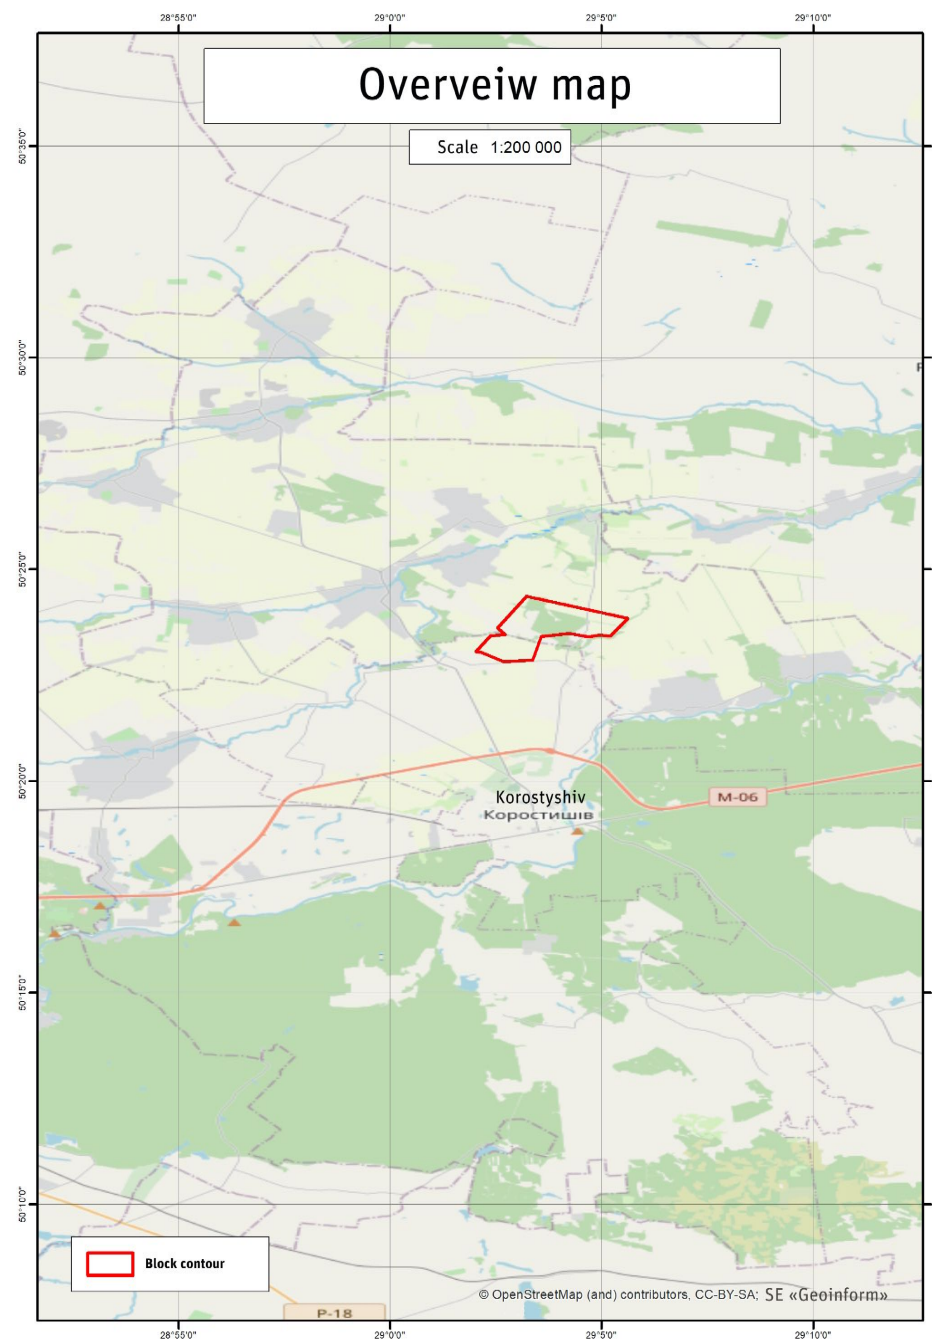 28°55'0" 29°0'0" 29°5'0" 29°10'0"
Overveiw map
Scale 1:200 000
50°35'0"
50°30'0"
50°25'0"
50°20'0"
M-06
Korostyshiv
Коростишів
50°15'0"
50°10'0"
Block contour
© OpenStreetMap (and) contributors, CC-BY-SA; SE «Geoinform»
P-18
28°55'0" 29°0'0" 29°5'0" 29°10'0"